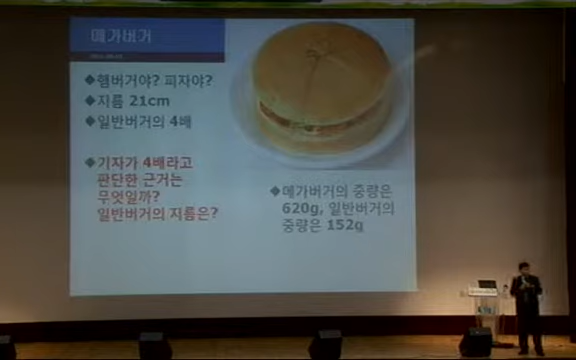 메가버거
◆햄버거야? 피자야?
◆지름 21cm
◆일반버거의 4배
◆기자가 4배라고
판단한 근거는
무엇일까?
일반버거의 지름은?
◆메가버거의 중량은
620g, 일반버거의
중량은 152g